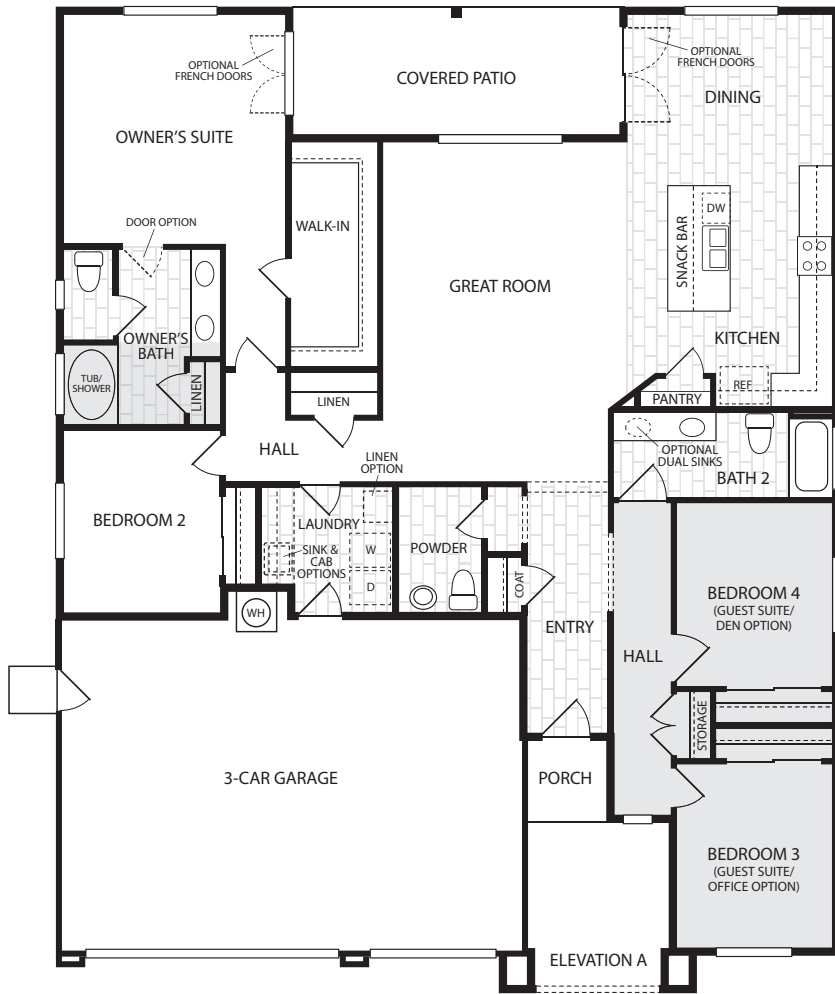 OPTIONAL
FRENCH DOORS
COVERED PATIO
OPTIONAL
FRENCH DOORS
DINING
OWNER'S SUITE
DOOR OPTION
WALK-IN
DW
SNACK BAR
GREAT ROOM
KITCHEN
OWNER'S
BATH
TUB/
SHOWER
LINEN
LINEN
REF
PANTRY
HALL
LINEN
OPTION
OPTIONAL
DUAL SINKS
BATH 2
BEDROOM 2
LAUNDRY
SINK &
CAB
OPTIONS
W
D
POWDER
COAT
WH
ENTRY
HALL
BEDROOM 4
(GUEST SUITE/
DEN OPTION)
STORAGE
3-CAR GARAGE
PORCH
BEDROOM 3
(GUEST SUITE/
OFFICE OPTION)
ELEVATION A